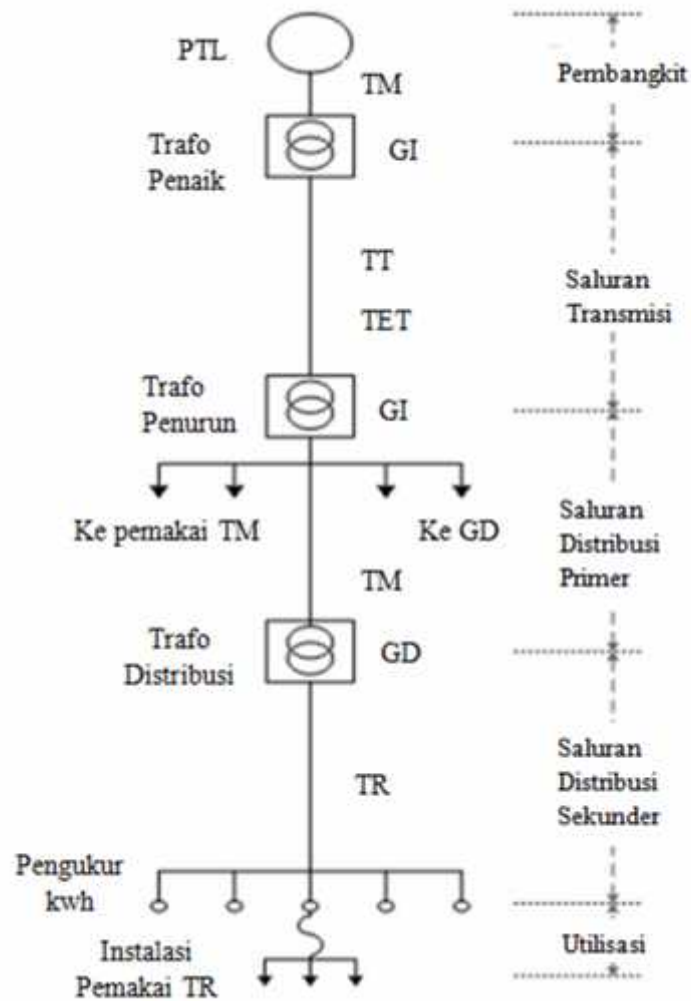 PTL
TM
Pembangkit
Trafo
Penaik
GI
TT
TET
Saluran
Transmisi
Trafo
Penurun
GI
Ke pemakai TM
Ke GD
Saluran
Distribusi
Primer
TM
Trafo
Distribusi
GD
TR
Saluran
Distribusi
Sekunder
Pengukur
kwh
Instalasi
Pemakai TR
Utilisasi